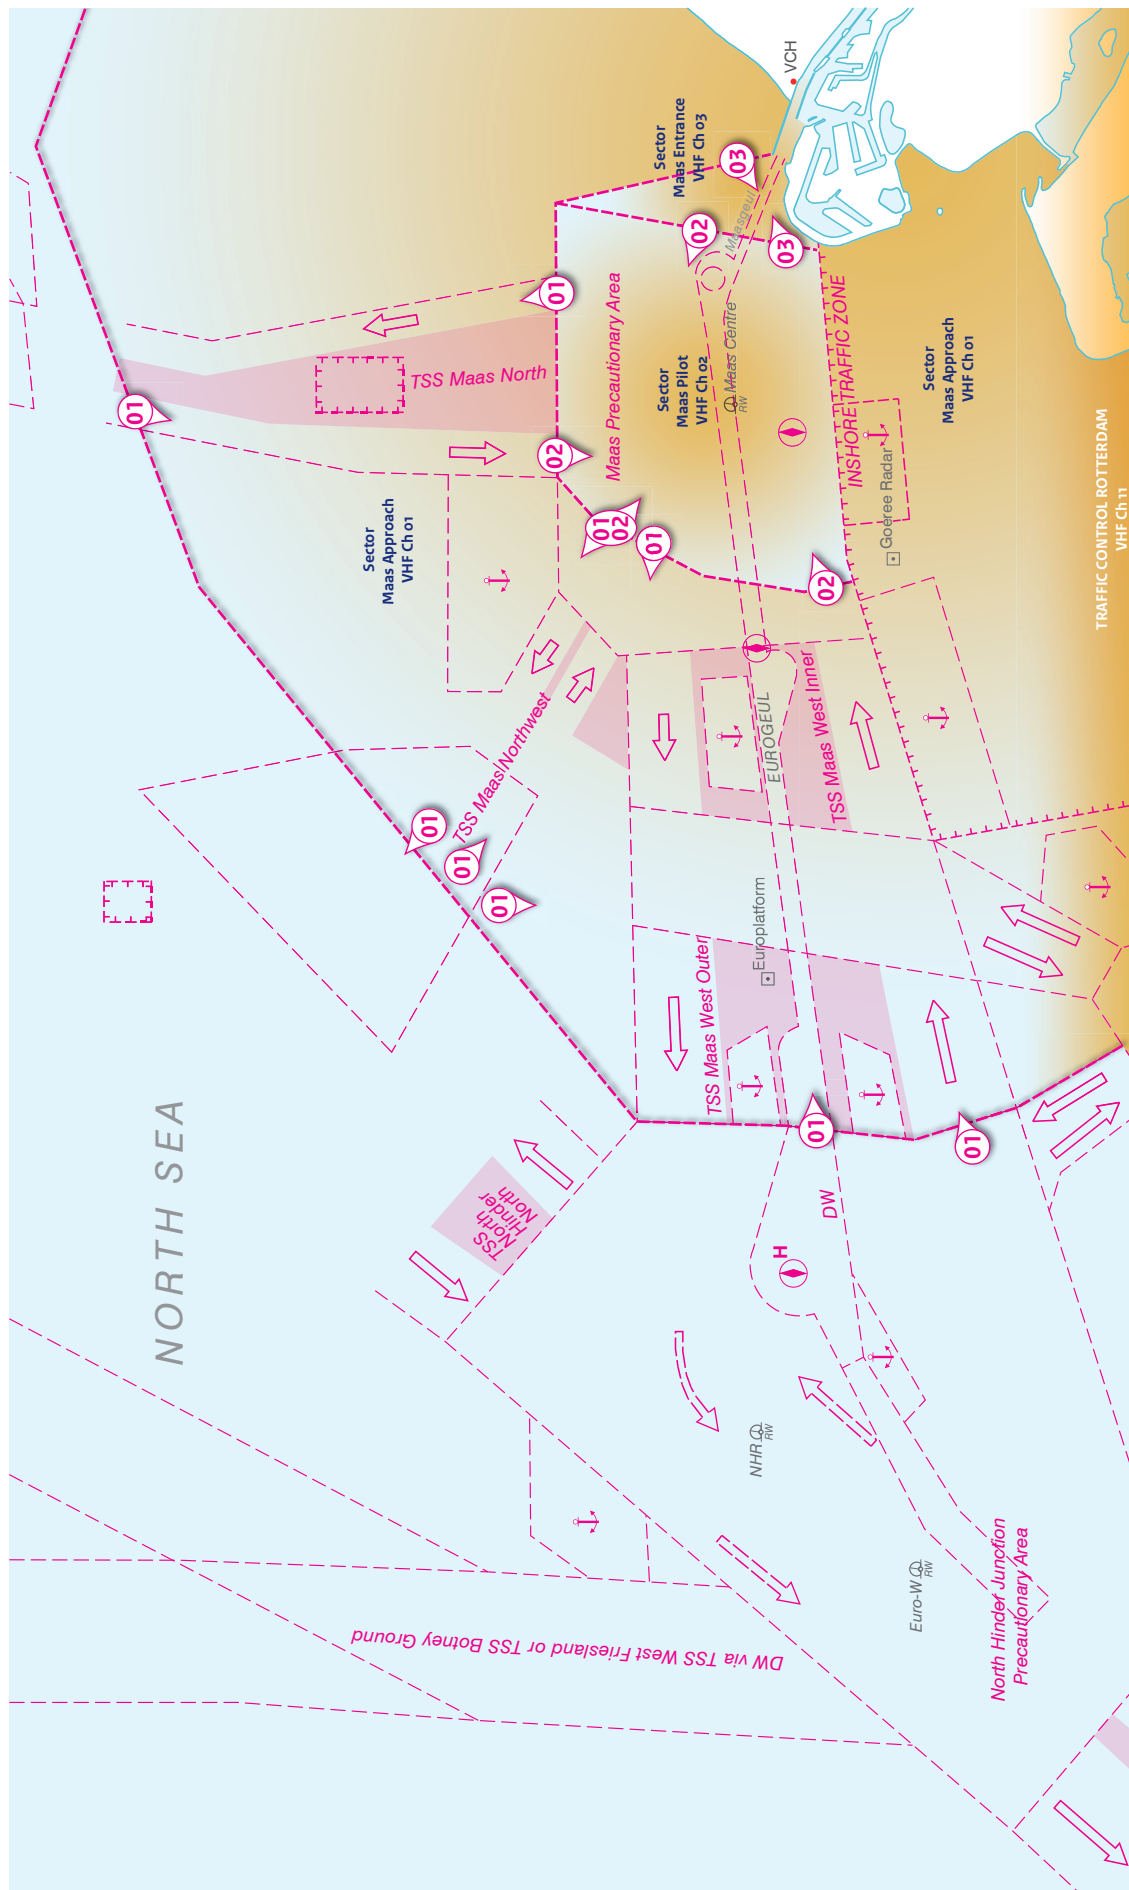 NORTH SEA
VCH
Sector
Maas Entrance
VHF Ch 03
03
02
03
Maasgeul
01
Maas Precautionary Area
TSS Maas North
01
02
Sector
Maas Pilot
VHF Ch 02
Maas Centre
RW
INSHORE TRAFFIC ZONE
Sector
Maas Approach
VHF Ch 01
Goeree Radar
TRAFFIC CONTROL ROTTERDAM
VHF Ch 11
Sector
Maas Approach
VHF Ch 01
01
02
01
02
TSS Maas Northwest
EUROGEUL
TSS Maas West Inner
01
01
01
Europlatform
TSS Maas West Outer
01
01
TSS
North
Hinder
North
DW
H
NHR
RW
Euro-W
RW
North Hinder Junction
Precautionary Area
DW via TSS West Friesland or TSS Botney Ground